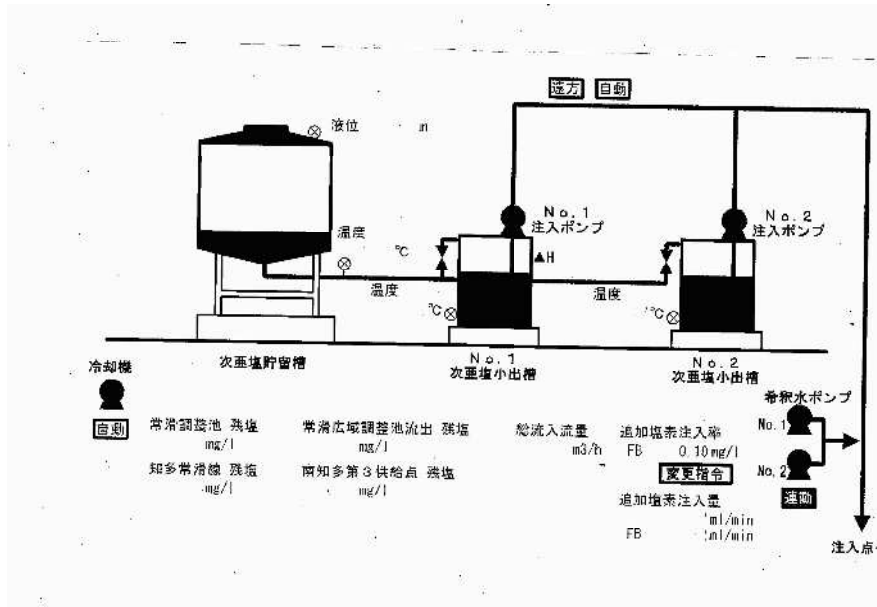 遠方 自動
液位 m
No.1
注入ポンプ
No.2
注入ポンプ
温度
℃
▲H
温度
温度
℃
℃
次亜塩貯留槽
No.1
次亜塩小出槽
No.2
次亜塩小出槽
冷却機
自動
希釈水ポンプ
No.1
No.2
連動
常滑調整池 残塩
mg/l
常滑広域調整池流出 残塩
mg/l
総流入流量
m3/h
追加塩素注入率
FB 0.10mg/l
変更指令
知多常滑線 残塩
mg/l
南知多第3供給点 残塩
mg/l
追加塩素注入量
ml/min
FB ml/min
注入点